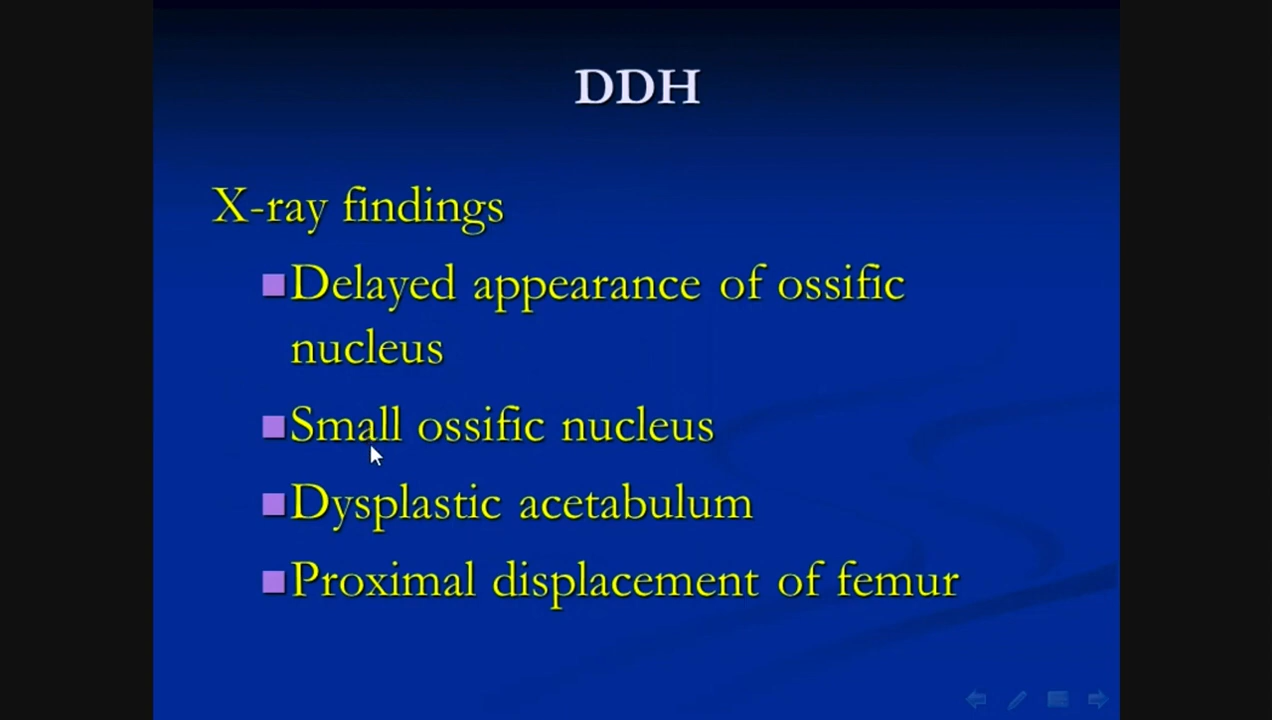 DDH
X-ray findings
Delayed appearance of ossific
nucleus
Small ossific nucleus
Dysplastic acetabulum
Proximal displacement of femur